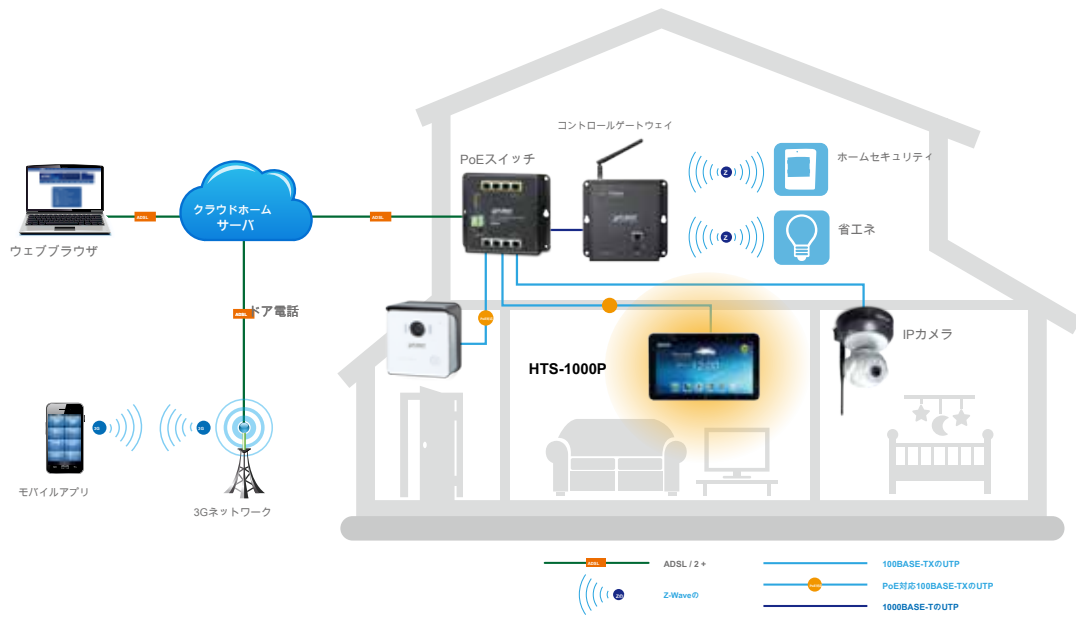 コントロールゲートウェイ
PoEスイッチ
ホームセキュリティ
Z
クラウドホーム
サーバ
ADSL
ADSL
ウェブブラウザ
Z
省エネ
ADSL
ドア電話
IPカメラ
HTS-1000P
12:00
3G
3G
モバイルアプリ
3Gネットワーク
ADSL
ADSL / 2 +
100BASE-TXのUTP
Z-Waveの
PoE対応100BASE-TXのUTP
1000BASE-TのUTP